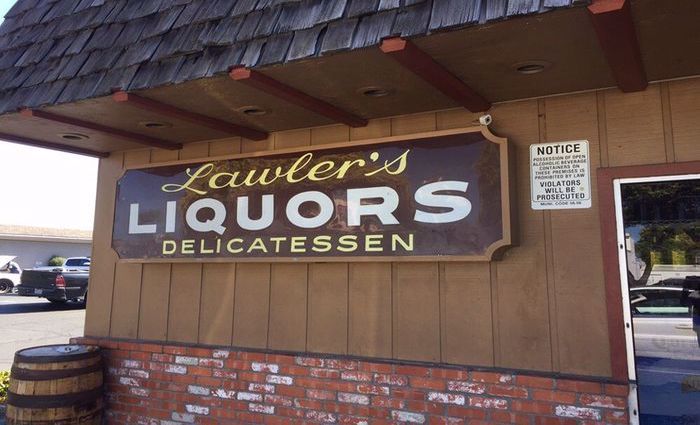 Lawler's
LIQUORS
DELICATESSEN
NOTICE
POSSESSION OF OPEN
ALCOHOLIC BEVERAGE
CONTAINERS ON
THESE PREMISES IS
PROHIBITED BY LAW
VIOLATORS
WILL BE
PROSECUTED